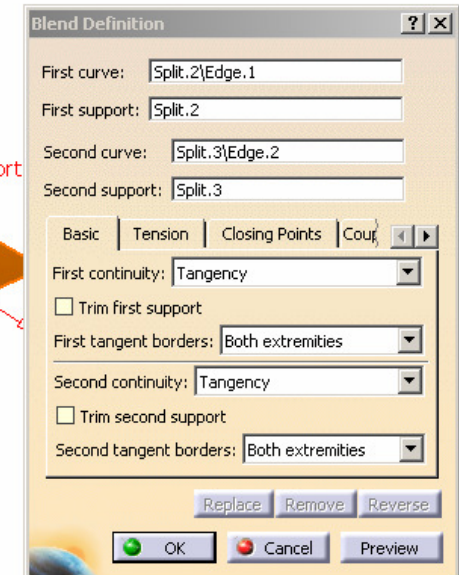 Blend Definition
First curve: Split.2\Edge.1
First support: Split.2
Second curve: Split.3\Edge.2
ort
Second support: Split.3
Basic Tension Closing Points Coup
First continuity: Tangency
Trim first support
First tangent borders: Both extremities
Second continuity: Tangency
Trim second support
Second tangent borders: Both extremities
Replace Remove Reverse
OK Cancel Preview